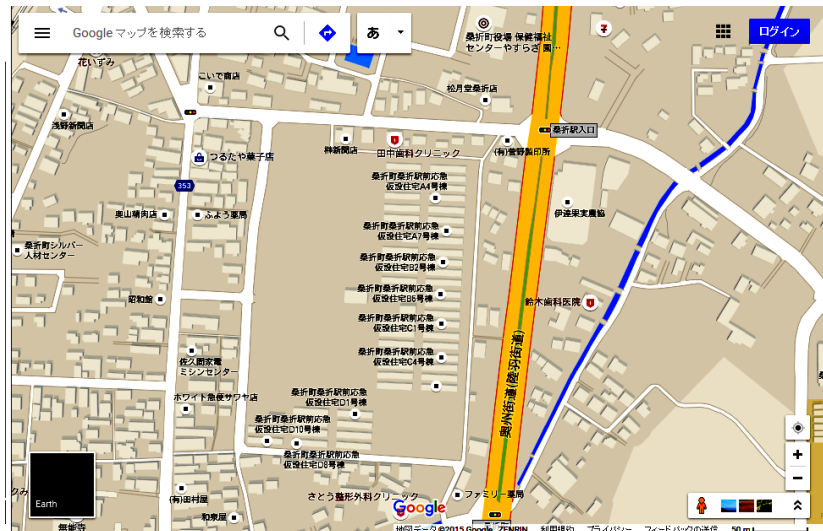 Google マップを検索する
あ
ログイン
桑折町役場 保健福祉
センターやすらぎ 園…
花いずみ
こいで商店
松月堂桑折店
浅野新聞店
桑折駅入口
榊新聞店
田中歯科クリニック
(有)菅野製印所
つるたや菓子店
353
桑折町桑折駅前応急
仮設住宅A4号棟
奥山精肉店
ふよう薬局
伊達果実農協
桑折町桑折駅前応急
仮設住宅A7号棟
桑折町シルバー
人材センター
桑折町桑折駅前応急
仮設住宅B2号棟
桑折町桑折駅前応急
仮設住宅B6号棟
昭和館
鈴木歯科医院
桑折町桑折駅前応急
仮設住宅C1号棟
奥州街道(陸羽街道)
桑折町桑折駅前応急
仮設住宅C4号棟
佐久間家電
ミシンセンター
ホワイト急便サワヤ店
桑折町桑折駅前応急
仮設住宅D1号棟
桑折町桑折駅前応急
仮設住宅D10号棟
桑折町桑折駅前応急
仮設住宅D8号棟
Earth
(有)田村屋
さとう整形外科クリニック
ファミリー薬局
Google
和泉屋
無能寺
地図データ ©2015 Google, ZENRIN
利用規約
プライバシー
フィードバックの送信
50 m